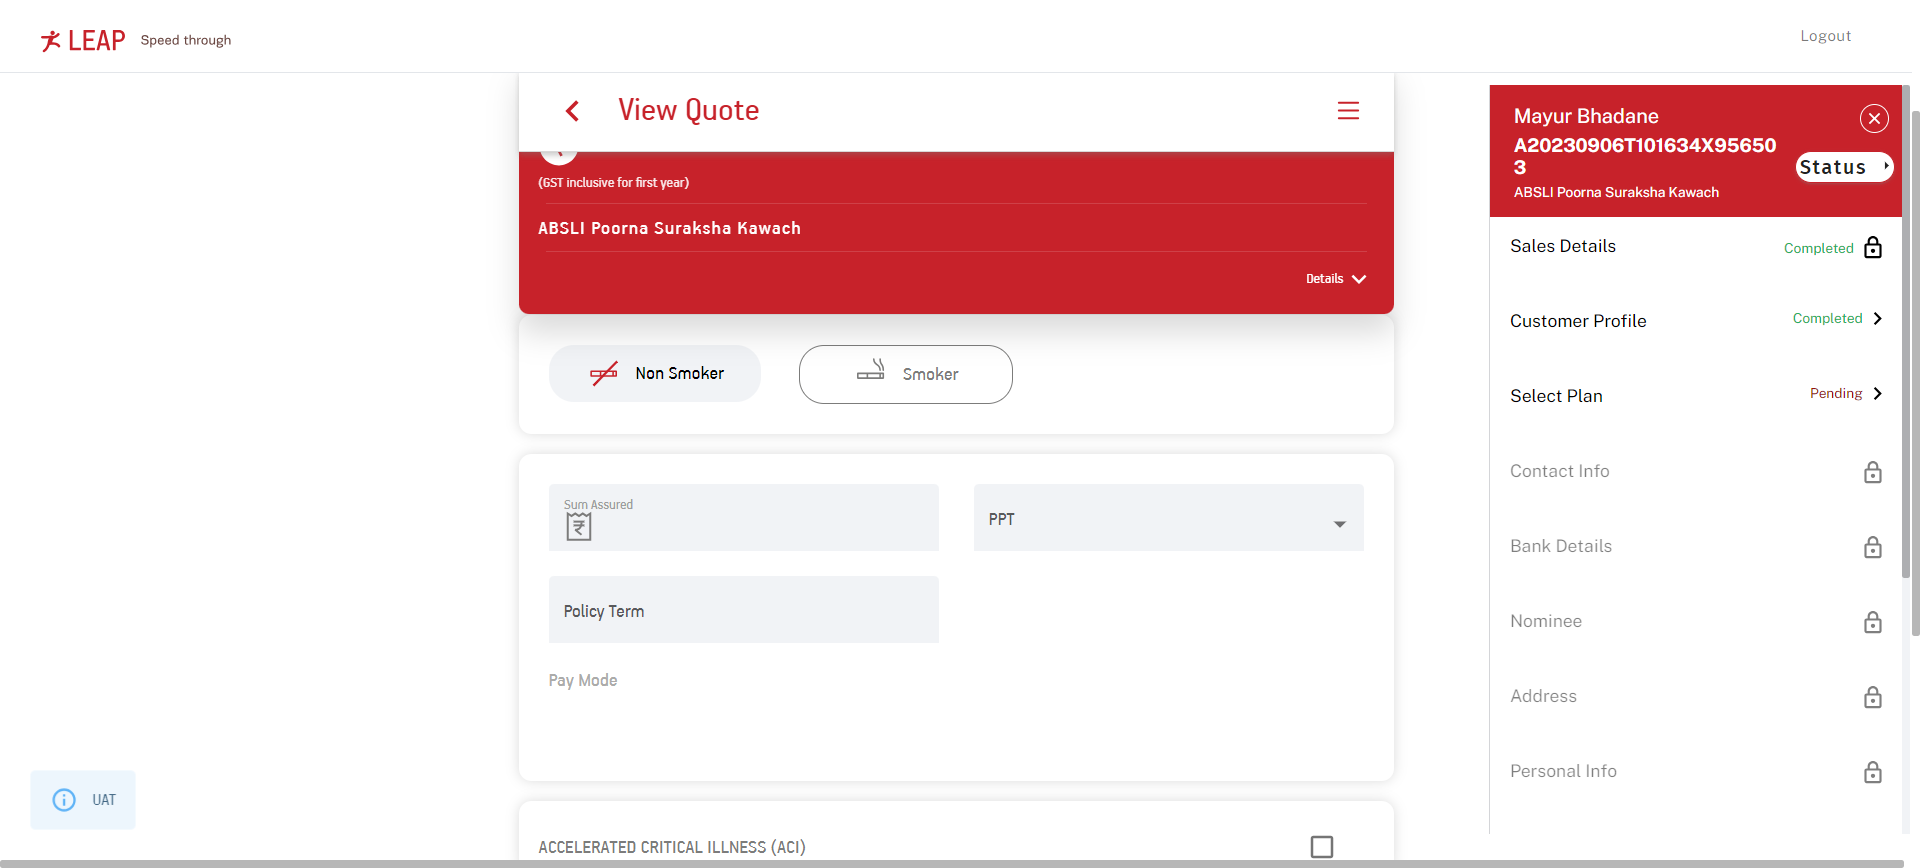 LEAP Speed through
Logout
View Quote
(GST inclusive for first year)
ABSLI Poorna Suraksha Kawach
Details
Non Smoker
Smoker
Sum Assured
PPT
Policy Term
Pay Mode
ACCELERATED CRITICAL ILLNESS (ACI)
UAT
Mayur Bhadane
A20230906T101634X95650
3
Status
ABSLI Poorna Suraksha Kawach
Sales Details Completed
Customer Profile Completed
Select Plan Pending
Contact Info
Bank Details
Nominee
Address
Personal Info